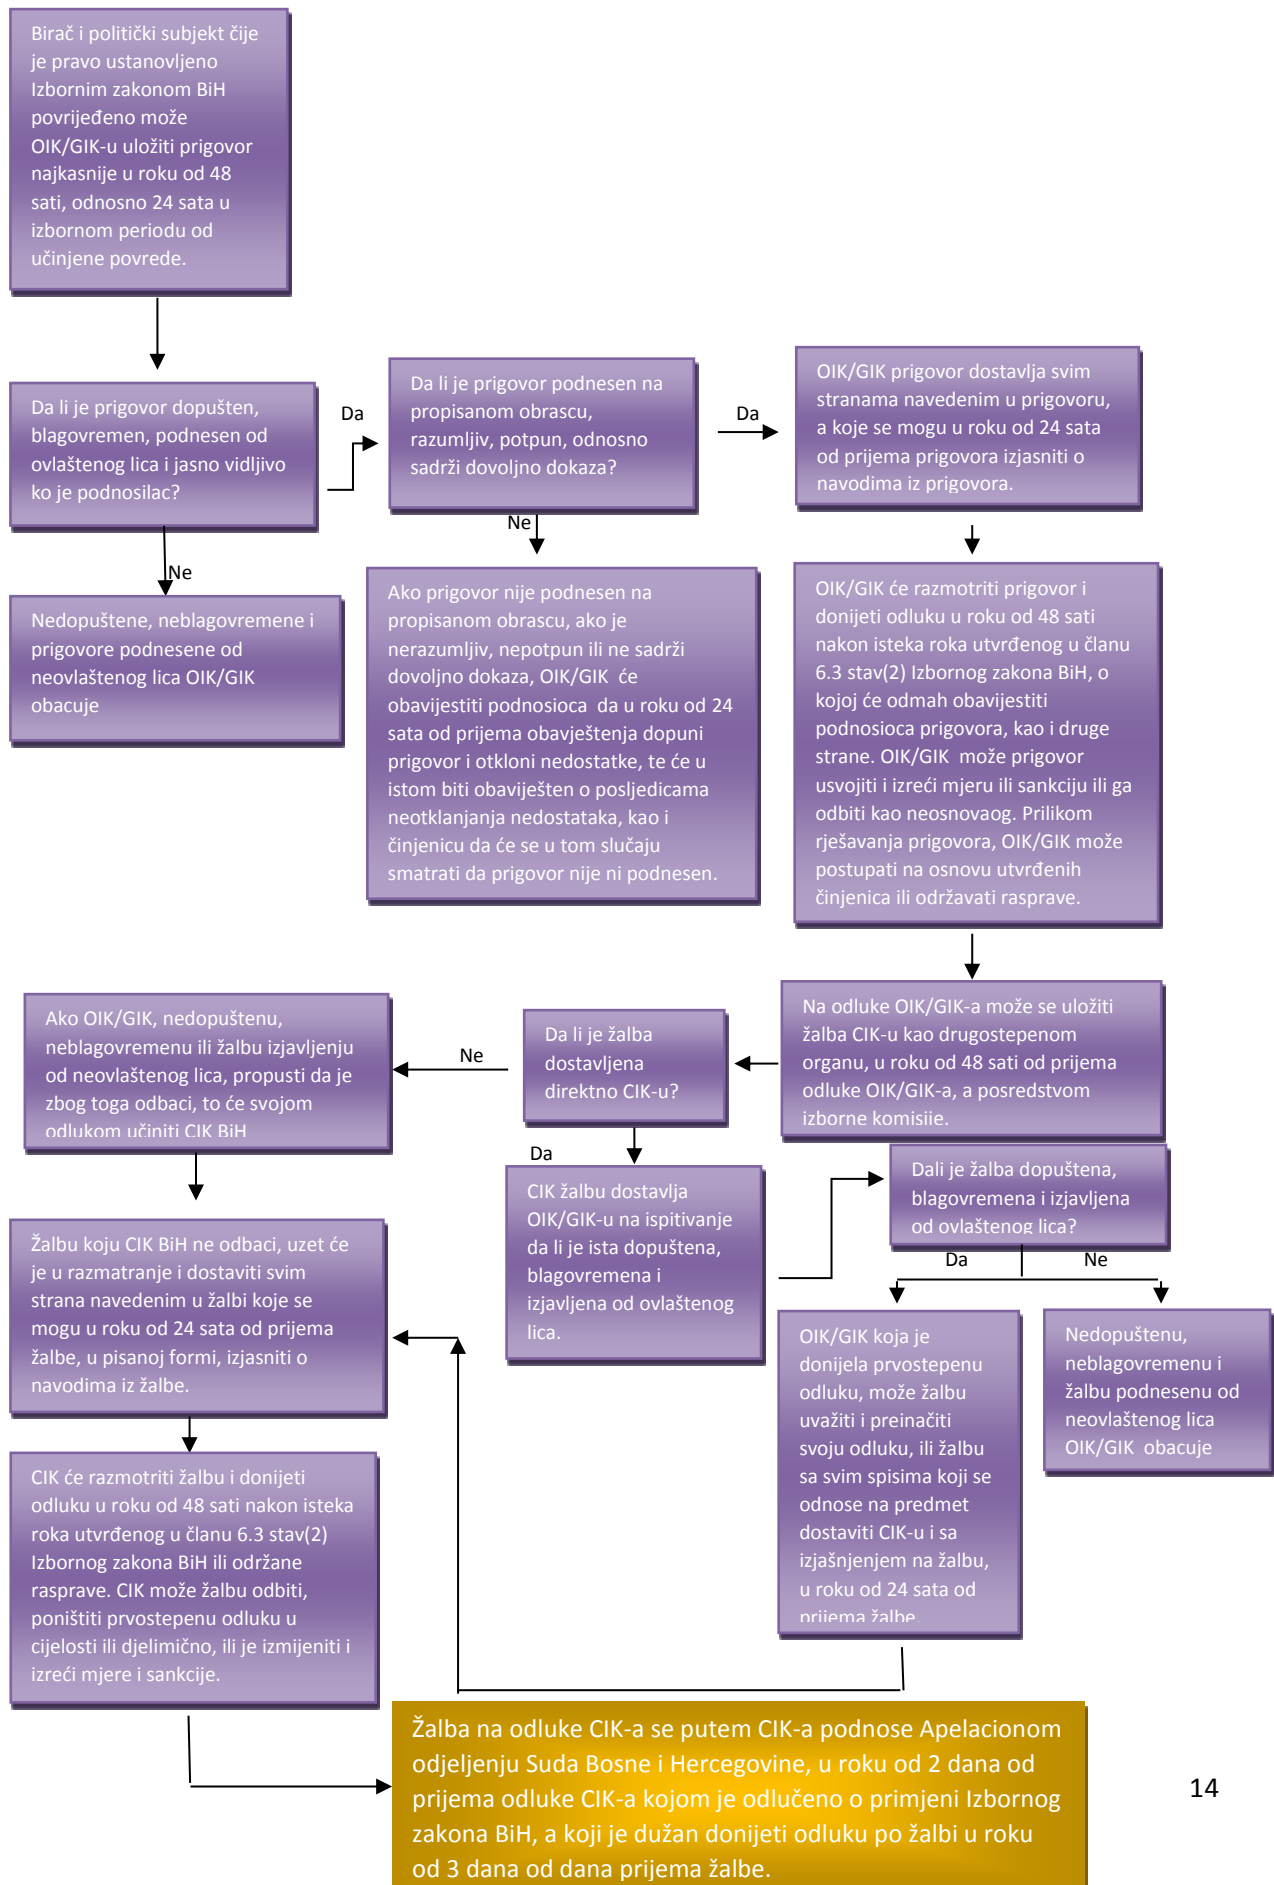 Birač i politički subjekt čije
je pravo ustanovljeno
Izbornim zakonom BiH
povrijeđeno može
OIK/GIK-u uložiti prigovor
najkasnije u roku od 48
sati, odnosno 24 sata u
izbornom periodu od
učinjene povrede.
Da li je prigovor dopušten,
blagovremen, podnesen od
ovlaštenog lica i jasno vidljivo
ko je podnosilac?
Da
Da li je prigovor podnesen na
propisanom obrascu,
razumljiv, potpun, odnosno
sadrži dovoljno dokaza?
Da
OIK/GIK prigovor dostavlja svim
stranama navedenim u prigovoru,
a koje se mogu u roku od 24 sata
od prijema prigovora izjasniti o
navodima iz prigovora.
Ne
Nedopuštene, neblagovremene i
prigovore podnesene od
neovlaštenog lica OIK/GIK
obacuje
Ne
Ako prigovor nije podnesen na
propisanom obrascu, ako je
nerazumljiv, nepotpun ili ne sadrži
dovoljno dokaza, OIK/GIK će
obavijestiti podnosioca da u roku od 24
sata od prijema obavještenja dopuni
prigovor i otkloni nedostatke, te će u
istom biti obaviješten o posljedicama
neotklanjanja nedostataka, kao i
činjenicu da će se u tom slučaju
smatrati da prigovor nije ni podnesen.
OIK/GIK će razmotriti prigovor i
donijeti odluku u roku od 48 sati
nakon isteka roka utvrđenog u članu
6.3 stav(2) Izbornog zakona BiH, o
kojoj će odmah obavijestiti
podnosioca prigovora, kao i druge
strane. OIK/GIK može prigovor
usvojiti i izreći mjeru ili sankciju ili ga
odbiti kao neosnovaog. Prilikom
rješavanja prigovora, OIK/GIK može
postupati na osnovu utvrđenih
činjenica ili održavati rasprave.
Na odluke OIK/GIK-a može se uložiti
žalba CIK-u kao drugostepenom
organu, u roku od 48 sati od prijema
odluke OIK/GIK-a, a posredstvom
izborne komisije.
Da li je žalba
dostavljena
direktno CIK-u?
Ne
Ako OIK/GIK, nedopuštenu,
neblagovremenu ili žalbu izjavljenju
od neovlaštenog lica, propusti da je
zbog toga odbaci, to će svojom
odlukom učiniti CIK BiH
Da
CIK žalbu dostavlja
OIK/GIK-u na ispitivanje
da li je ista dopuštena,
blagovremena i
izjavljena od ovlaštenog
lica.
Dali je žalba dopuštena,
blagovremena i izjavljena
od ovlaštenog lica?
Da
Ne
OIK/GIK koja je
donijela prvostepenu
odluku, može žalbu
uvažiti i preinačiti
svoju odluku, ili žalbu
sa svim spisima koji se
odnose na predmet
dostaviti CIK-u i sa
izjašnjenjem na žalbu,
u roku od 24 sata od
prijema žalbe.
Nedopuštenu,
neblagovremenu i
žalbu podnesenu od
neovlaštenog lica
OIK/GIK obacuje
Žalbu koju CIK BiH ne odbaci, uzet će
je u razmatranje i dostaviti svim
strana navedenim u žalbi koje se
mogu u roku od 24 sata od prijema
žalbe, u pisanoj formi, izjasniti o
navodima iz žalbe.
CIK će razmotriti žalbu i donijeti
odluku u roku od 48 sati nakon isteka
roka utvrđenog u članu 6.3 stav(2)
Izbornog zakona BiH ili održane
rasprave. CIK može žalbu odbiti,
poništiti prvostepenu odluku u
cijelosti ili djelimično, ili je izmijeniti i
izreći mjere i sankcije.
Žalba na odluke CIK-a se putem CIK-a podnose Apelacionom
odjeljenju Suda Bosne i Hercegovine, u roku od 2 dana od
prijema odluke CIK-a kojom je odlučeno o primjeni Izbornog
zakona BiH, a koji je dužan donijeti odluku po žalbi u roku
od 3 dana od dana prijema žalbe.
14